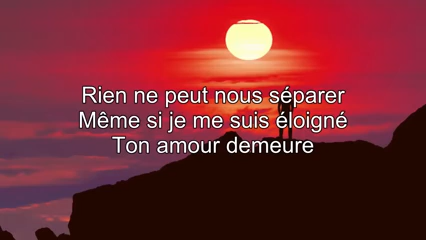 Rien ne peut nous séparer
Même si je me suis éloigné
Ton amour demeure